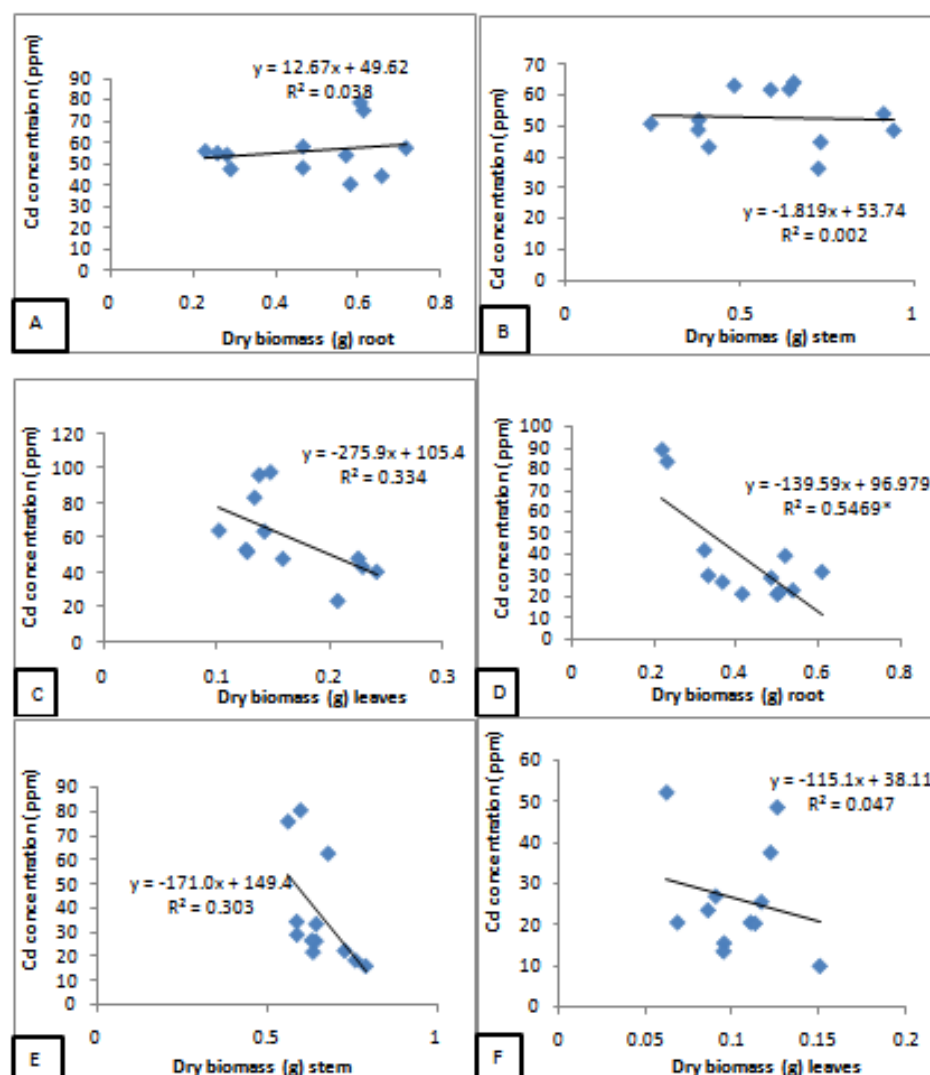 Cd concentraion (ppm)
y = 12.67x + 49.62
R² = 0.038
90
80
70
60
50
40
30
20
10
0
0 0.2 0.4 0.6 0.8
Dry biomass (g) root
A
Cd concentration (ppm)
70
60
50
40
30
20
10
0
y = -1.819x + 53.74
R² = 0.002
0 0.5 1
Dry biomas (g) stem
B
Cd concentration (ppm)
120
100
80
60
40
20
0
y = -275.9x + 105.4
R² = 0.334
0 0.1 0.2 0.3
Dry biomass (g) leaves
C
Cd concentration (ppm)
100
90
80
70
60
50
40
30
20
10
0
y = -139.59x + 96.979
R² = 0.5469*
0 0.2 0.4 0.6 0.8
Dry biomass (g) root
D
Cd concentration (ppm)
90
80
70
60
50
40
30
20
10
0
y = -171.0x + 149.4
R² = 0.303
0 0.5 1
Dry biomass (g) stem
E
Cd concentration (ppm)
60
50
40
30
20
10
0
y = -115.1x + 38.11
R² = 0.047
0 0.05 0.1 0.15 0.2
Dry biomass (g) leaves
F